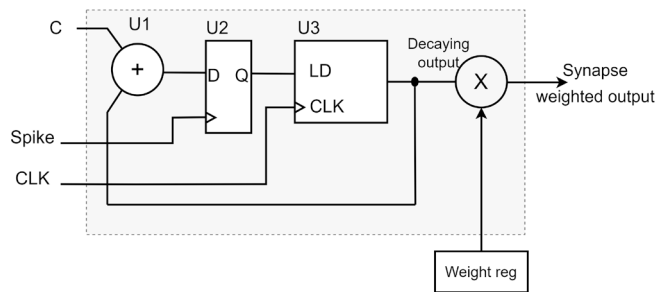 C
U1
U2
U3
+
D
Q
LD
CLK
Decaying
output
X
Synapse
weighted output
Spike
CLK
Weight reg